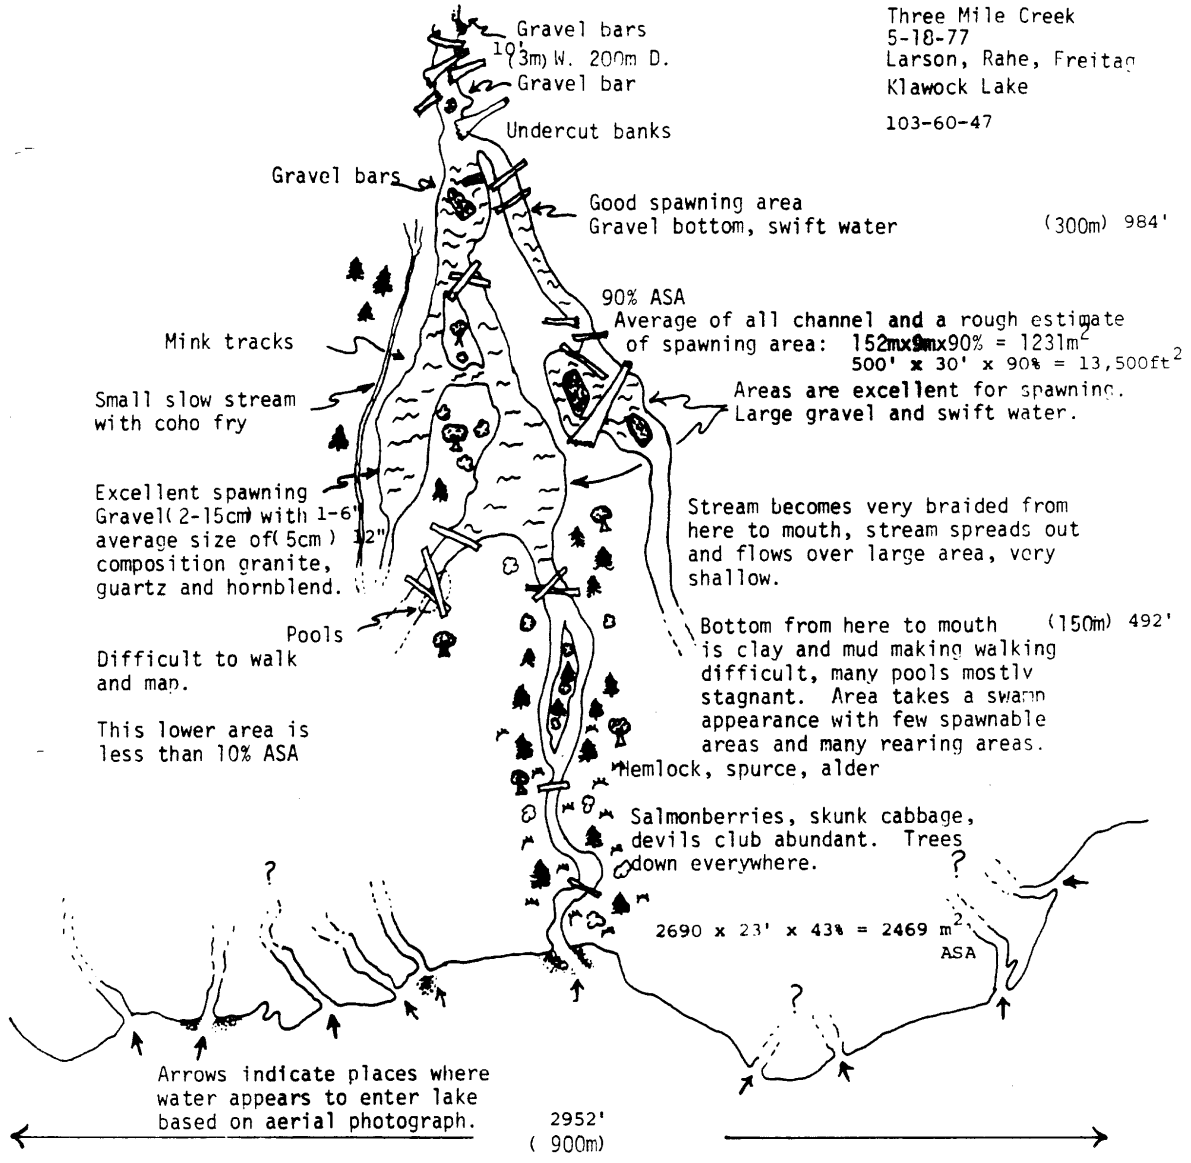 Three Mile Creek
5-18-77
Larson, Rahe, Freitag
Klawock Lake
103-60-47
Gravel bars
10'
(3m) W. 200m D.
Gravel bar
Undercut banks
Gravel bars
Good spawning area
Gravel bottom, swift water
(300m) 984'
90% ASA
Average of all channel and a rough estimate
of spawning area: 152mx9mx90% = 1231m2
500' x 30' x 90% = 13,500ft2
Mink tracks
Small slow stream
with coho fry
Areas are excellent for spawning.
Large gravel and swift water.
Excellent spawning
Gravel(2-15cm) with 1-6"
average size of(5cm) 12"
composition granite,
guartz and hornblend.
Stream becomes very braided from
here to mouth, stream spreads out
and flows over large area, very
shallow.
Pools
Difficult to walk
and map.
This lower area is
less than 10% ASA
Bottom from here to mouth (150m) 492'
is clay and mud making walking
difficult, many pools mostly
stagnant. Area takes a swamp
appearance with few spawnable
areas and many rearing areas.
Hemlock, spurce, alder
Salmonberries, skunk cabbage,
devils club abundant. Trees
down everywhere.
?
?
2690 x 23' x 43% = 2469 m2
ASA
?
Arrows indicate places where
water appears to enter lake
based on aerial photograph.
2952'
(900m)